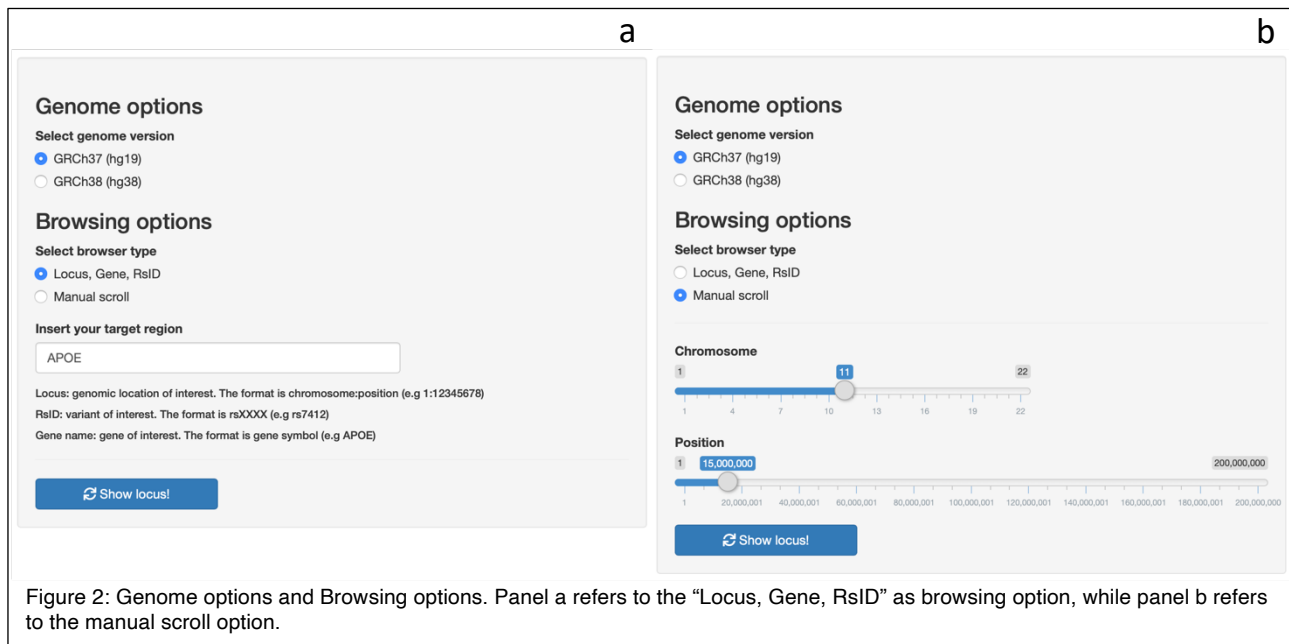 a
Genome options
Select genome version
GRCh37 (hg19)
GRCh38 (hg38)
Browsing options
Select browser type
Locus, Gene, RsID
Manual scroll
Insert your target region
APOE
Locus: genomic location of interest. The format is chromosome:position (e.g 1:12345678)
RsID: variant of interest. The format is rsXXXX (e.g rs7412)
Gene name: gene of interest. The format is gene symbol (e.g APOE)
Show locus!
b
Genome options
Select genome version
GRCh37 (hg19)
GRCh38 (hg38)
Browsing options
Select browser type
Locus, Gene, RsID
Manual scroll
Chromosome
1 11 22
1 4 7 10 13 16 19 22
Position
1 15,000,000 200,000,000
1 20,000,001 40,000,001 60,000,001 80,000,001 100,000,001 120,000,001 140,000,001 160,000,001 180,000,001 200,000,000
Show locus!
Figure 2: Genome options and Browsing options. Panel a refers to the “Locus, Gene, RsID” as browsing option, while panel b refers
to the manual scroll option.